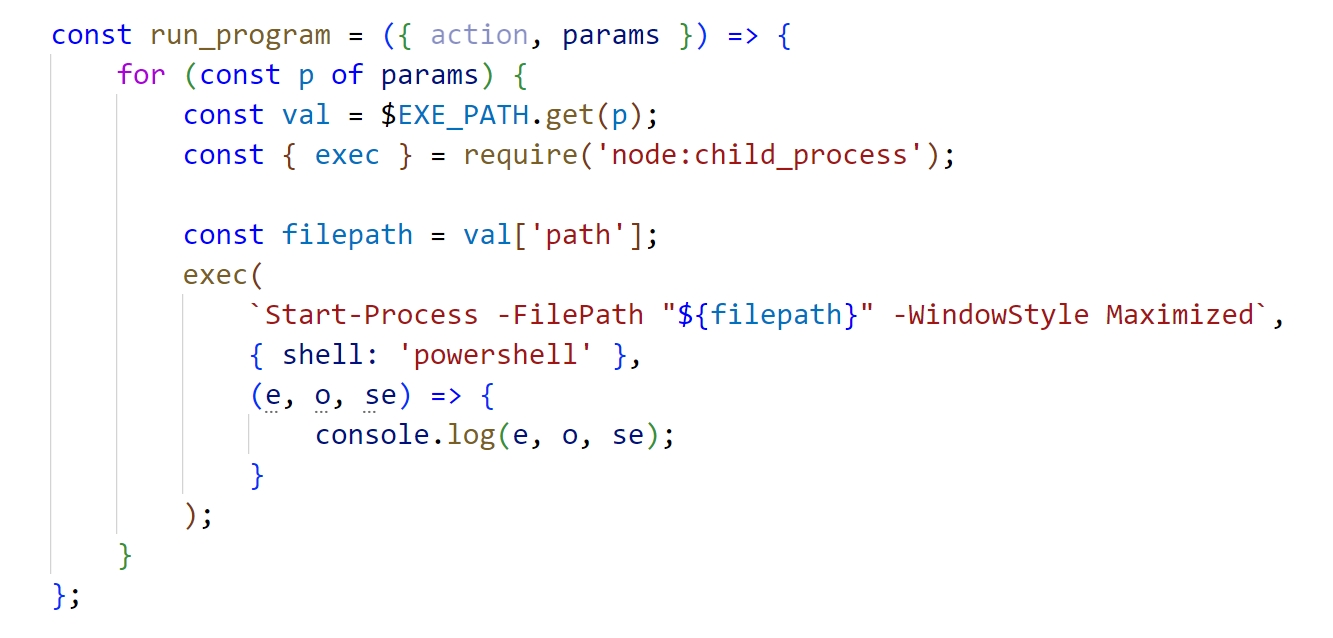 const run_program = ({ action, params }) => {
    for (const p of params) {
        const val = $EXE_PATH.get(p);
        const { exec } = require('node:child_process');

        const filepath = val['path'];
        exec(
            `Start-Process -FilePath "${filepath}" -WindowStyle Maximized`,
            { shell: 'powershell' },
            (e, o, se) => {
                console.log(e, o, se);
            }
        );
    }
};